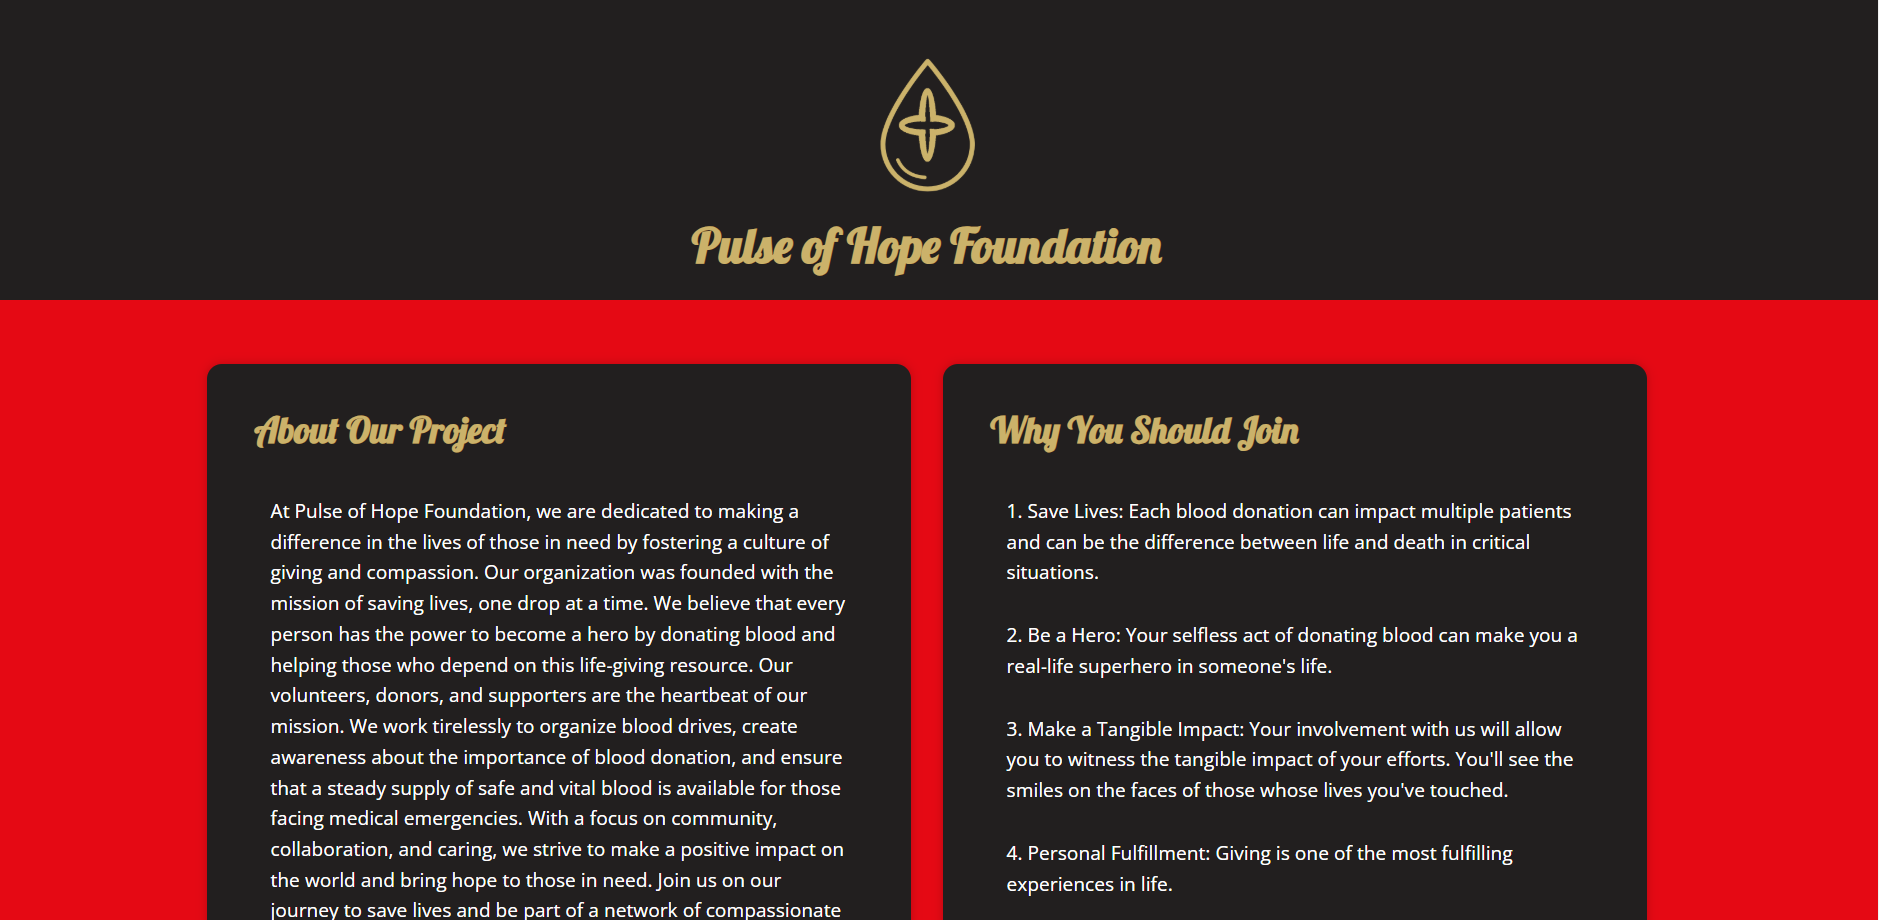 Pulse of Hope Foundation
About Our Project
At Pulse of Hope Foundation, we are dedicated to making a
difference in the lives of those in need by fostering a culture of
giving and compassion. Our organization was founded with the
mission of saving lives, one drop at a time. We believe that every
person has the power to become a hero by donating blood and
helping those who depend on this life-giving resource. Our
volunteers, donors, and supporters are the heartbeat of our
mission. We work tirelessly to organize blood drives, create
awareness about the importance of blood donation, and ensure
that a steady supply of safe and vital blood is available for those
facing medical emergencies. With a focus on community,
collaboration, and caring, we strive to make a positive impact on
the world and bring hope to those in need. Join us on our
journey to save lives and be part of a network of compassionate
Why You Should Join
1. Save Lives: Each blood donation can impact multiple patients
and can be the difference between life and death in critical
situations.
2. Be a Hero: Your selfless act of donating blood can make you a
real-life superhero in someone's life.
3. Make a Tangible Impact: Your involvement with us will allow
you to witness the tangible impact of your efforts. You'll see the
smiles on the faces of those whose lives you've touched.
4. Personal Fulfillment: Giving is one of the most fulfilling
experiences in life.